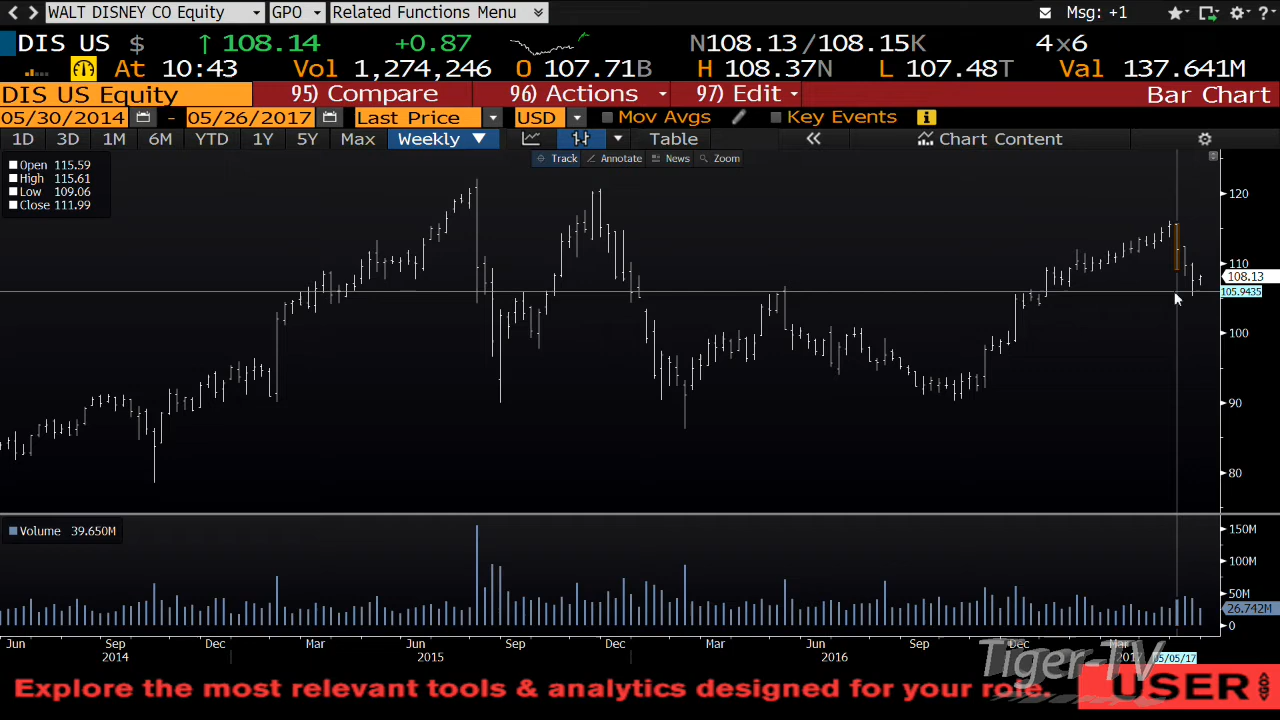 WALT DISNEY CO Equity GPO Related Functions Menu Msg: +1 ?
DIS US $ ↑ 108.14 +0.87 N108.13 /108.15K 4x6
At 10:43 Vol 1,274,246 O 107.71B H 108.37N L 107.48T Val 137.641M
DIS US Equity 95) Compare 96) Actions 97) Edit Bar Chart
05/30/2014 - 05/26/2017 Last Price USD Mov Avgs Key Events i
1D 3D 1M 6M YTD 1Y 5Y Max Weekly ▼ Table « Chart Content
Track Annotate News Zoom
Open 115.59
High 115.61
Low 109.06
Close 111.99
120
110
108.13
105.9435
100
90
80
Volume 39.650M
150M
100M
50M
26.742M
0
Jun Sep Dec Mar Jun Sep Dec Mar Jun Sep Dec Mar
2014 2015 2016 05/05/17
Tiger-TV
Explore the most relevant tools & analytics designed for your role. USER